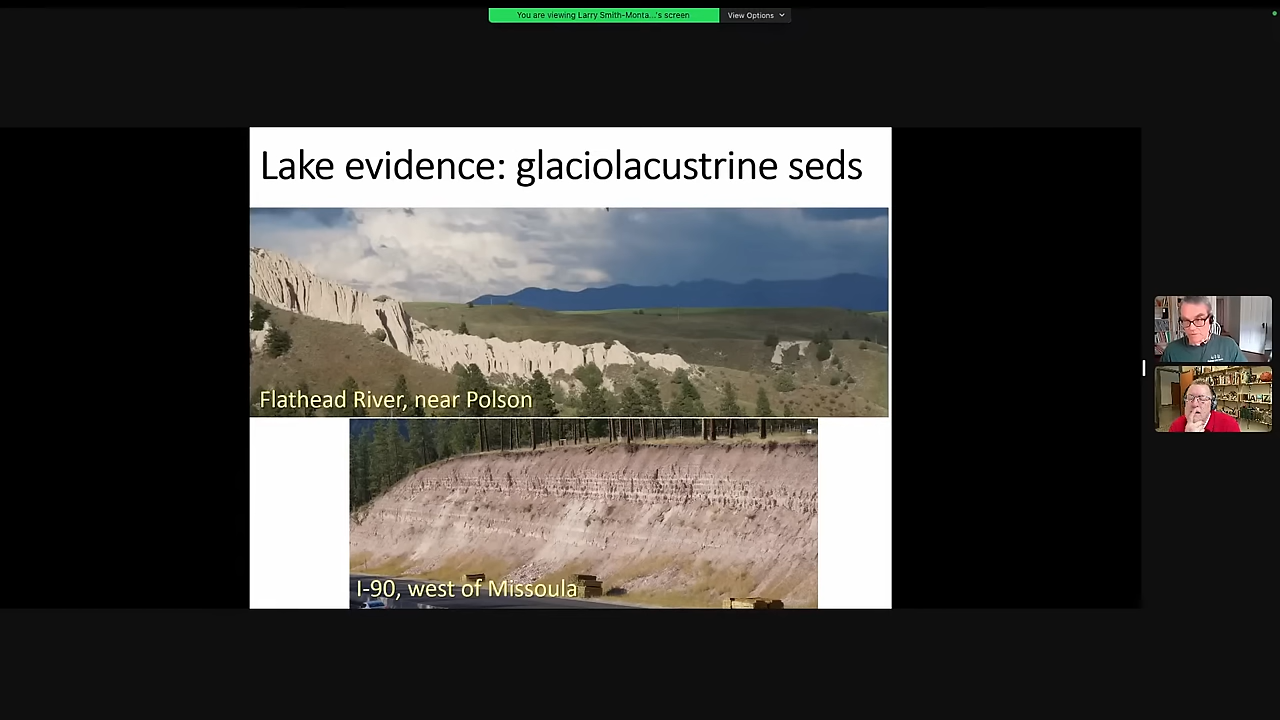 You are viewing Larry Smith-Monta...'s screen
View Options
Lake evidence: glaciolacustrine seds
Flathead River, near Polson
I-90, west of Missoula